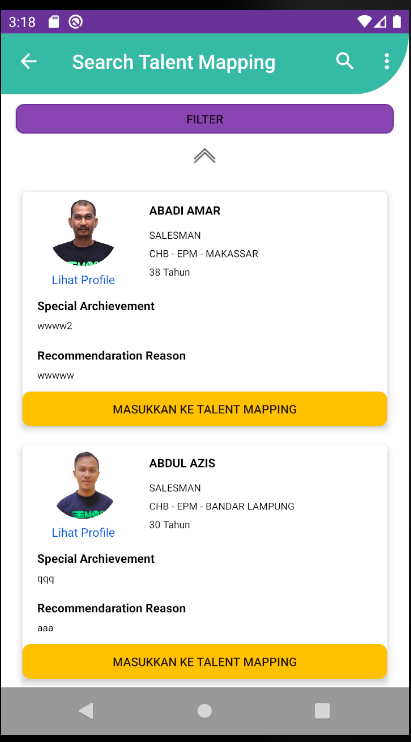 3:18
Search Talent Mapping
FILTER
ABADI AMAR
SALESMAN
CHB - EPM - MAKASSAR
38 Tahun
Lihat Profile
Special Archievement
wwww2
Recommendaration Reason
wwwww
MASUKKAN KE TALENT MAPPING
ABDUL AZIS
SALESMAN
CHB - EPM - BANDAR LAMPUNG
30 Tahun
Lihat Profile
Special Archievement
qqq
Recommendaration Reason
aaa
MASUKKAN KE TALENT MAPPING